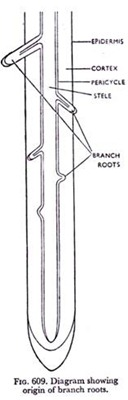 EPIDERMIS
CORTEX
PERICYCLE
STELE
BRANCH
ROOTS
FIG. 609. Diagram showing
origin of branch roots.